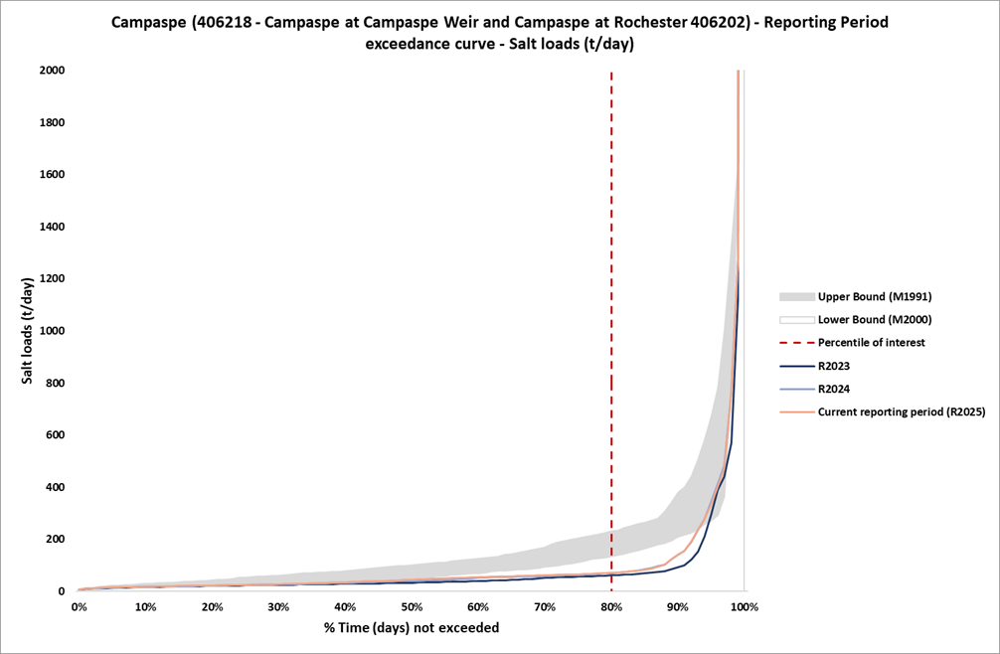 Campaspe (406218 - Campaspe at Campaspe Weir and Campaspe at Rochester 406202) - Reporting Period
exceedance curve - Salt loads (t/day)
2000
1800
1600
1400
1200
1000
800
600
400
200
0
Salt loads (t/day)
0%
10%
20%
30%
40%
50%
60%
70%
80%
90%
100%
% Time (days) not exceeded
Upper Bound (M1991)
Lower Bound (M2000)
Percentile of interest
R2023
R2024
Current reporting period (R2025)